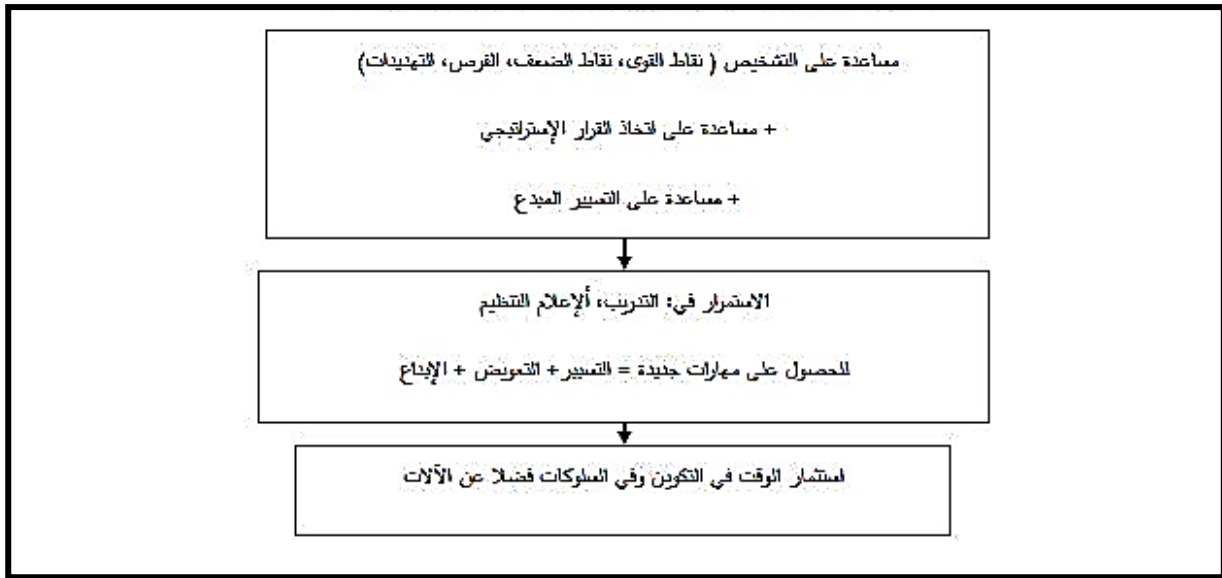 مساعدة على التشخيص ( نقاط القوى، نقاط الضعف، الفرص، التهديدات)
+ مساعدة على اتخاذ القرار الإستراتيجي
+ مساعدة على التسيير المبدع
الاستمرار في: التدريب، ألإعلام التنظيم
للحصول على مهارات جديدة = التسيير + التعويض + الإبداع
استثمار الوقت في التكوين وفي السلوكات فضلا عن الآلات